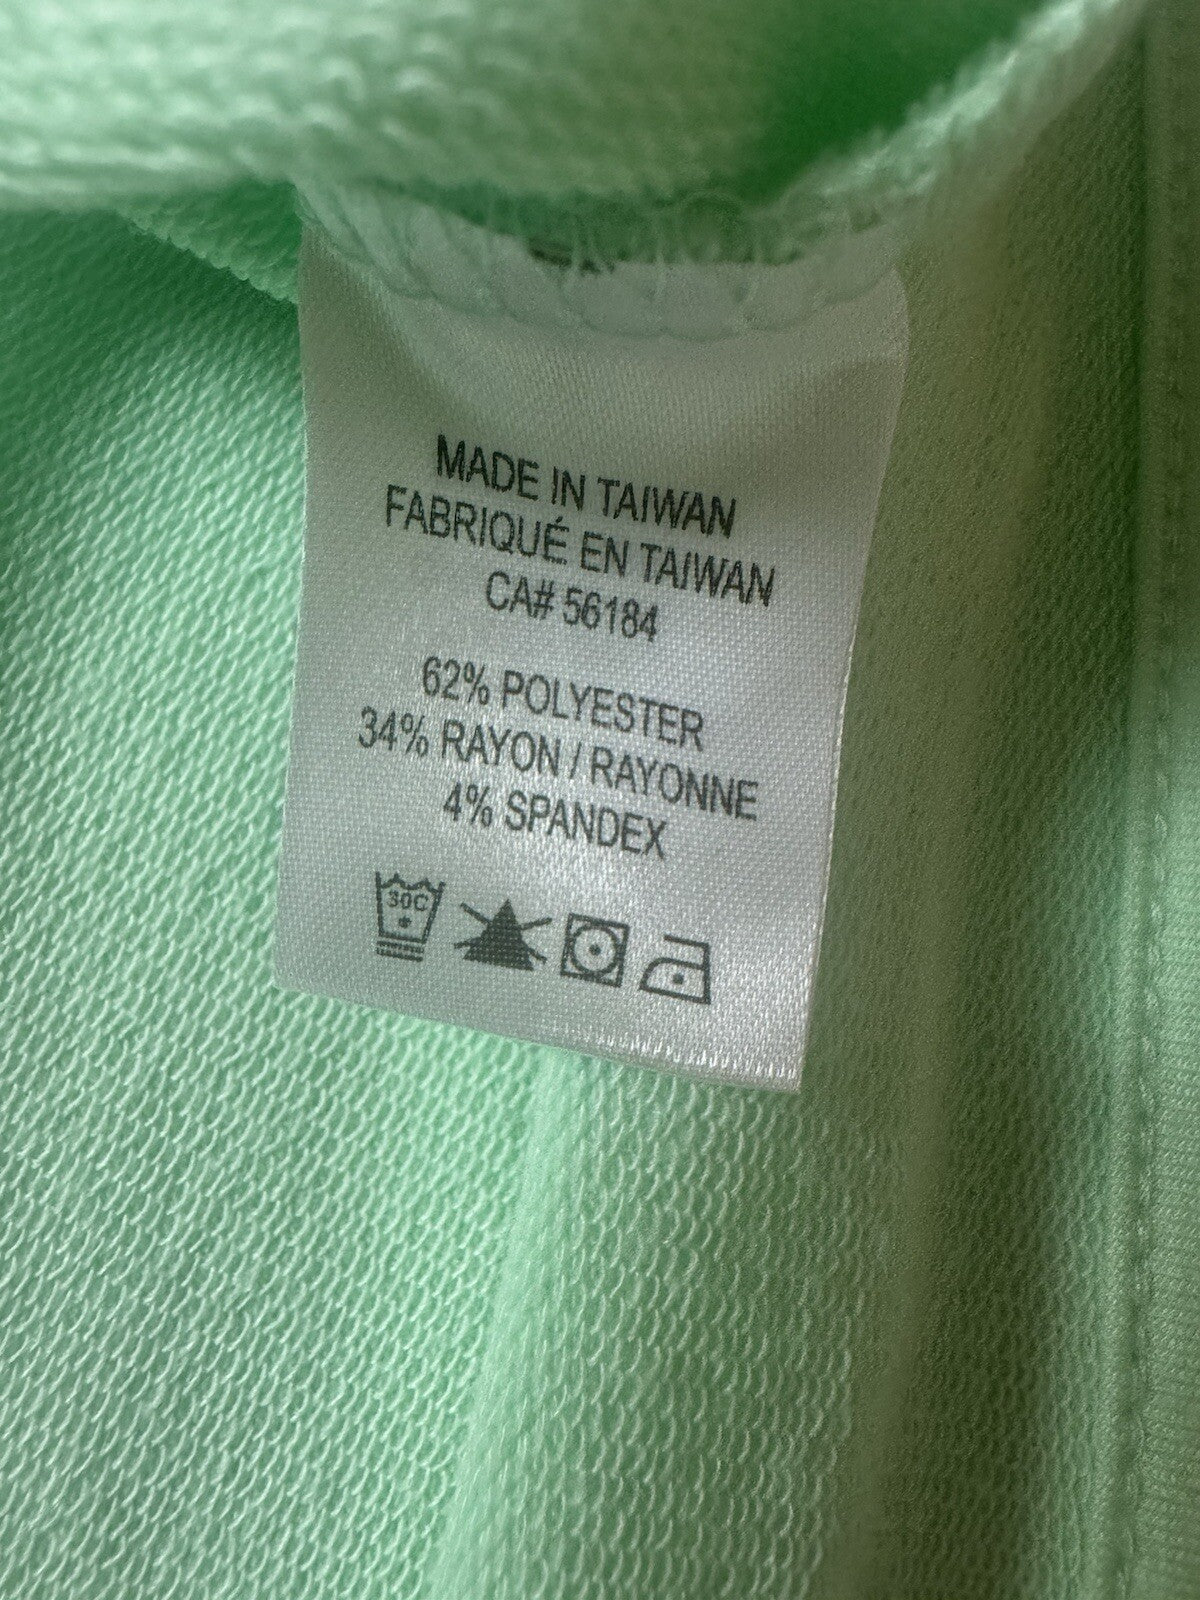 MADE IN TAIWAN
FABRIQUÉ EN TAIWAN
CA# 56184
62% POLYESTER
34% RAYON / RAYONNE
4% SPANDEX
30C